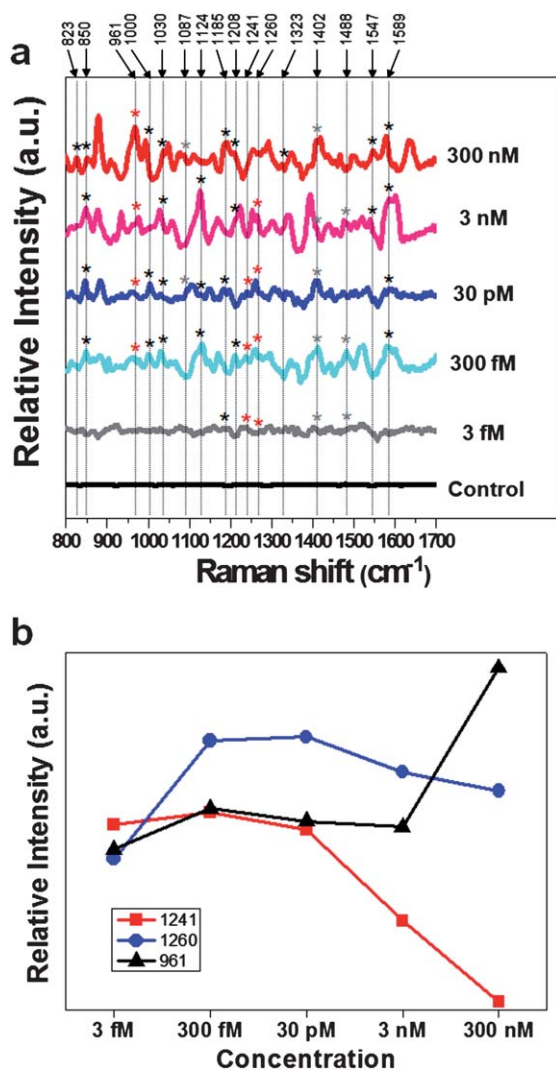 823
850
961
1000
1030
1087
1124
1185
1208
1241
1260
1323
1402
1488
1547
1589
a
Relative Intensity (a.u.)
300 nM
3 nM
30 pM
300 fM
3 fM
Control
800 900 1000 1100 1200 1300 1400 1500 1600 1700
Raman shift (cm⁻¹)
b
Relative Intensity (a.u.)
1241
1260
961
3 fM 300 fM 30 pM 3 nM 300 nM
Concentration